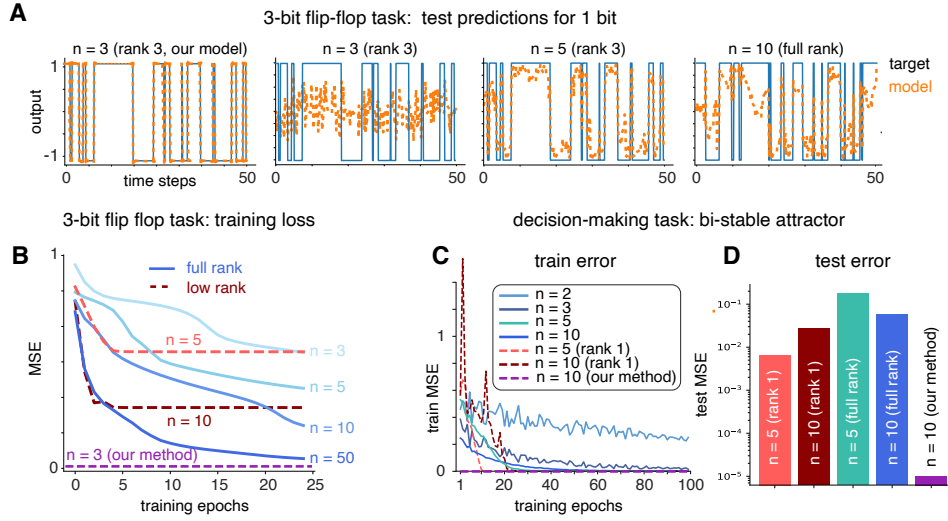 A
3-bit flip-flop task: test predictions for 1 bit
n = 3 (rank 3, our model)
n = 3 (rank 3)
n = 5 (rank 3)
n = 10 (full rank)
target
model
output
1
-1
0
time steps
50
0
50
0
50
0
50
3-bit flip flop task: training loss
decision-making task: bi-stable attractor
B
full rank
low rank
1
MSE
0
n = 5
n = 3
n = 5
n = 10
n = 10
n = 50
n = 3 (our method)
0 5 10 15 20 25
training epochs
C
train error
n = 2
n = 3
n = 5
n = 10
n = 5 (rank 1)
n = 10 (rank 1)
n = 10 (our method)
train MSE
1
0
1 20 40 60 80 100
training epochs
D
test error
test MSE
10⁻¹
10⁻²
10⁻³
10⁻⁴
10⁻⁵
n = 5 (rank 1)
n = 10 (rank 1)
n = 5 (full rank)
n = 10 (full rank)
n = 10 (our method)